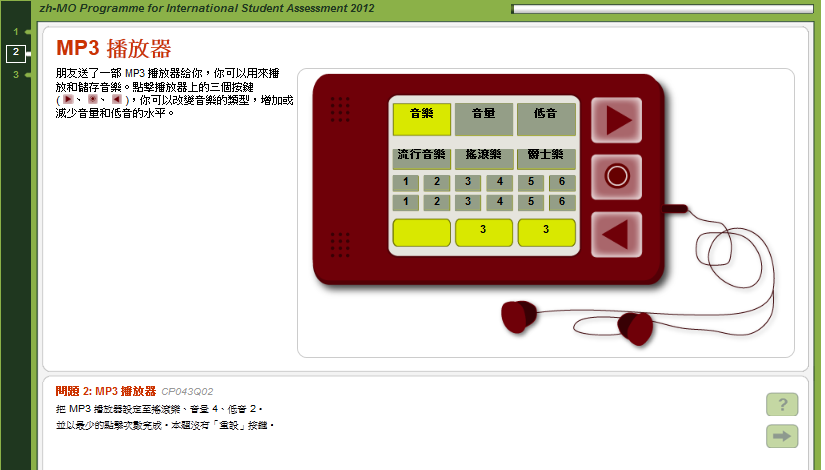 zh-MO Programme for International Student Assessment 2012
1
2
3
MP3 播放器
朋友送了一部 MP3 播放器給你，你可以用來播
放和儲存音樂。點擊播放器上的三個按鍵
( ▶、●、◀ )，你可以改變音樂的類型，增加或
減少音量和低音的水平。
音樂 音量 低音
流行音樂 搖滾樂 爵士樂
1 2 3 4 5 6
1 2 3 4 5 6
3 3
問題 2: MP3 播放器 CP043Q02
把 MP3 播放器設定至搖滾樂、音量 4、低音 2。
並以最少的點擊次數完成。本題沒有「重設」按鍵。
?